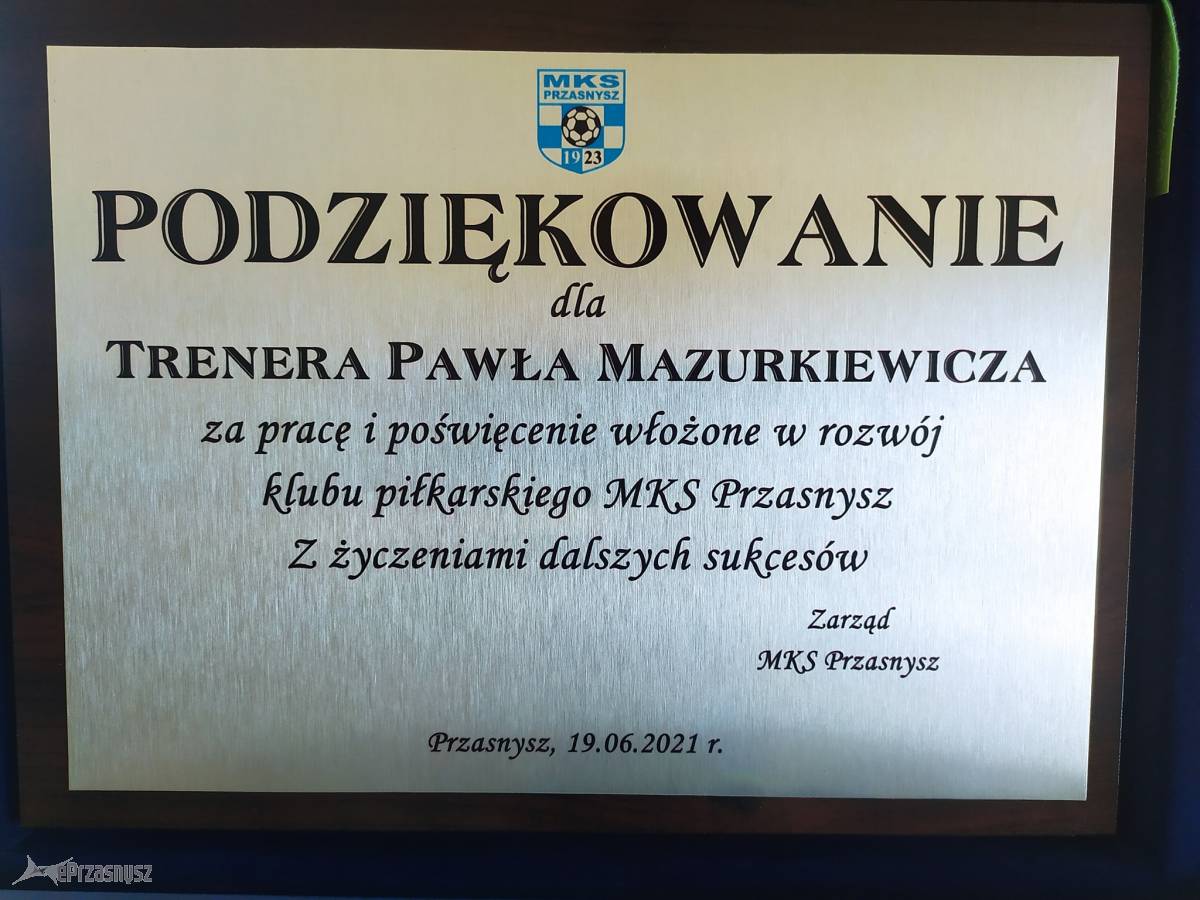 MKS
PRZASNYSZ
1923
PODZIĘKOWANIE
dla
TRENERA PAWŁA MAZURKIEWICZA
za pracę i poświęcenie włożone w rozwój
klubu piłkarskiego MKS Przasnysz
Z życzeniami dalszych sukcesów
Zarząd
MKS Przasnysz
Przasnysz, 19.06.2021 r.
ePrzasnysz